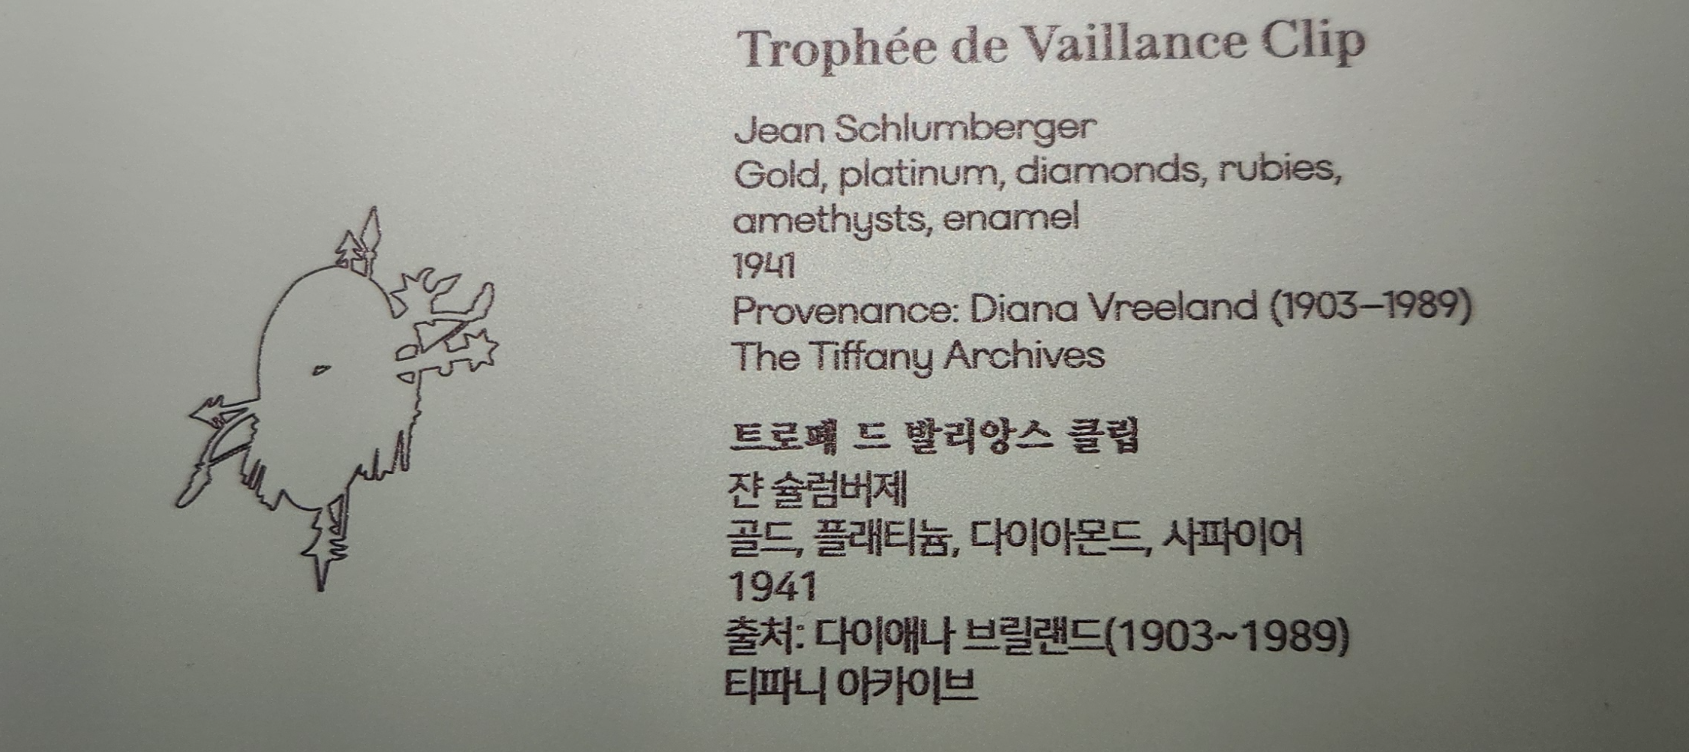 Trophée de Vaillance Clip
Jean Schlumberger
Gold, platinum, diamonds, rubies,
amethysts, enamel
1941
Provenance: Diana Vreeland (1903–1989)
The Tiffany Archives
트로페 드 발리앙스 클립
쟌 슐럼버제
골드, 플래티늄, 다이아몬드, 사파이어
1941
출처: 다이애나 브릴랜드(1903~1989)
티파니 아카이브